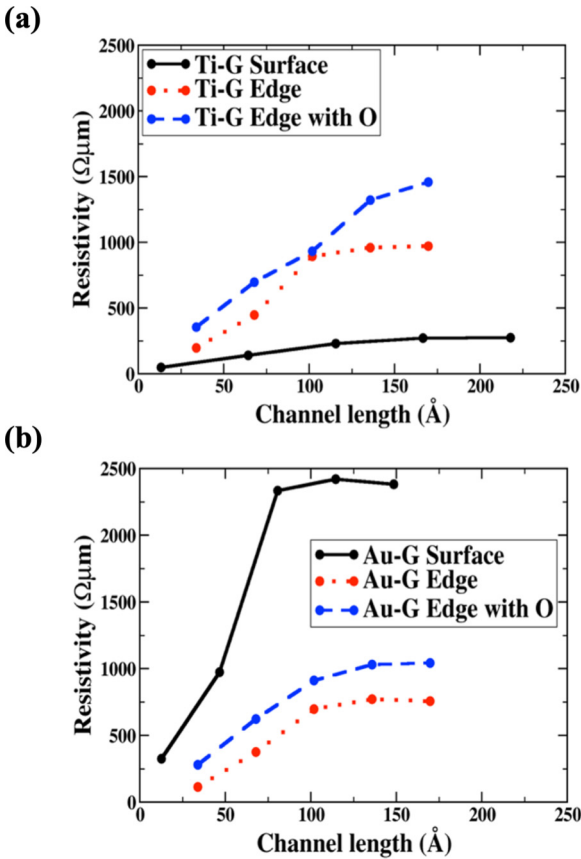 (a)
2500
2000
1500
1000
500
0
Resistivity (Ωμm)
Ti-G Surface
Ti-G Edge
Ti-G Edge with O
0 50 100 150 200 250
Channel length (Å)
(b)
2500
2000
1500
1000
500
0
Resistivity (Ωμm)
Au-G Surface
Au-G Edge
Au-G Edge with O
0 50 100 150 200 250
Channel length (Å)